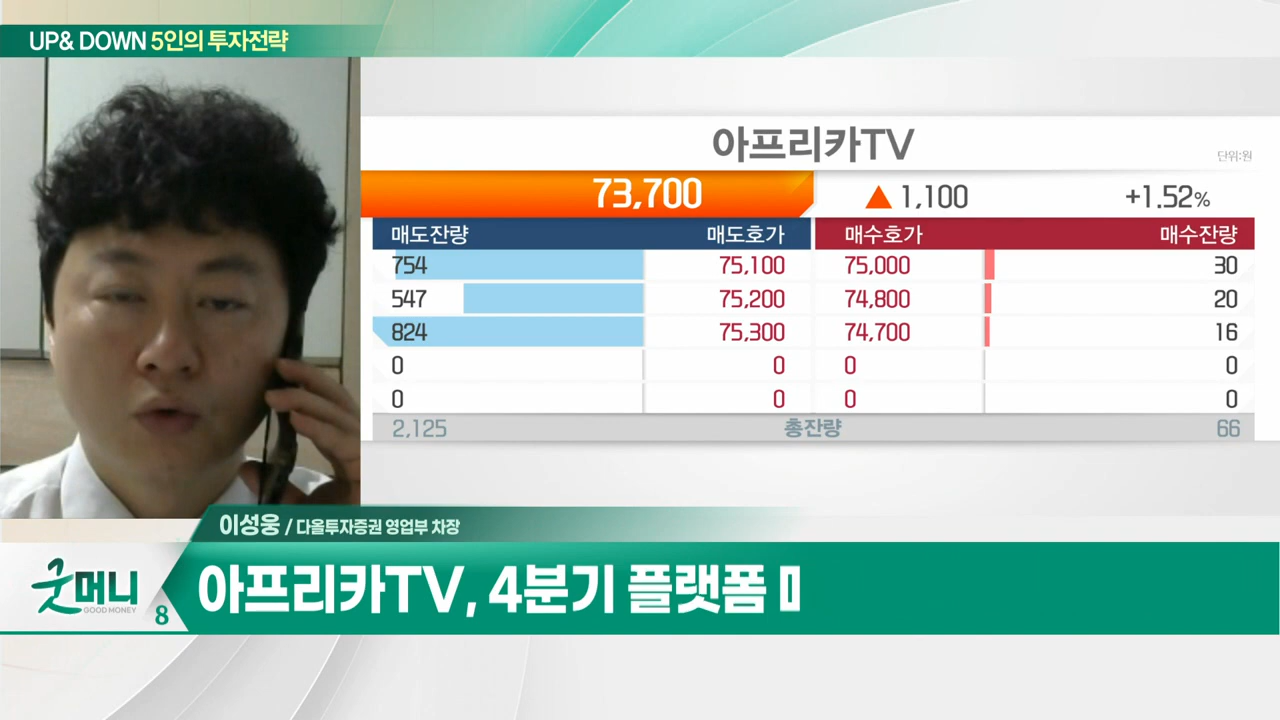 UP& DOWN 5인의 투자전략
아프리카TV
단위:원
73,700 ▲ 1,100 +1.52%
매도잔량 매도호가 매수호가 매수잔량
754 75,100 75,000 30
547 75,200 74,800 20
824 75,300 74,700 16
0 0 0 0
0 0 0 0
2,125 총잔량 66
이성웅 / 다올투자증권 영업부 차장
굿머니
GOOD MONEY
8
아프리카TV, 4분기 플랫폼